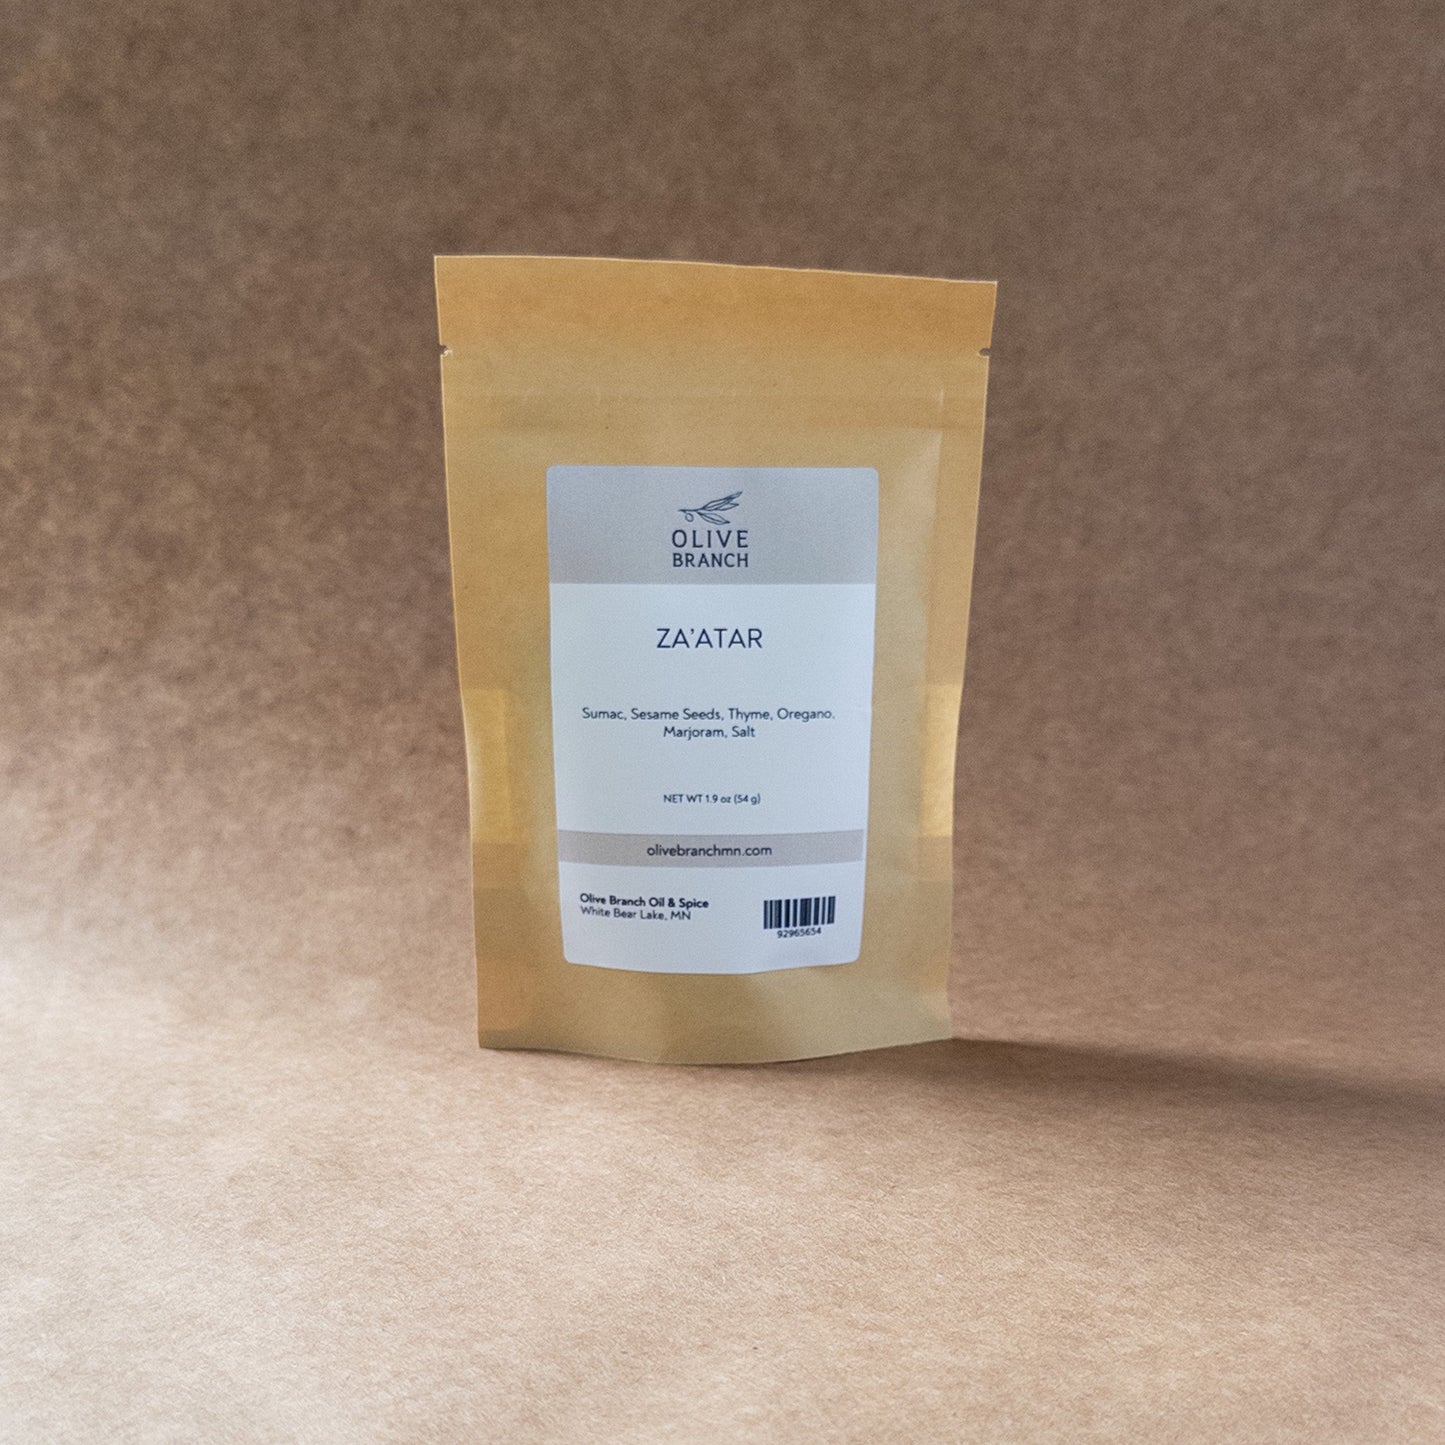 OLIVE
BRANCH
ZA'ATAR
Sumac, Sesame Seeds, Thyme, Oregano,
Marjoram, Salt
NET WT 1.9 oz (54 g)
olivebranchmn.com
Olive Branch Oil & Spice
White Bear Lake, MN
92965654